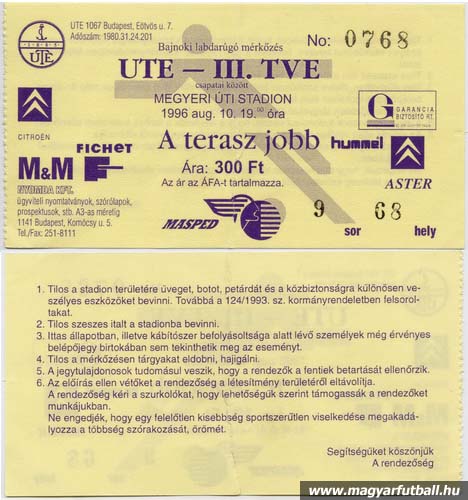 UTE 1067 Budapest, Eötvös u. 7.
Adószám: 1980.31.24.201
1885
UTE
Bajnoki labdarúgó mérkőzés
No: 0768
UTE – III. TVE
csapatai között
MEGYERI ÚTI STADION
1996 aug. 10. 19.00 óra
CITROËN
G GARANCIA
BIZTOSÍTÓ RT.
A terasz jobb
hummel
FICHET
M&M F
Ára: 300 Ft
Az ár az ÁFA-t tartalmazza.
ASTER
NYOMDA KFT.
ügyviteli nyomtatványok, szórólapok,
prospektusok, stb. A3-as méretig
1141 Budapest, Komócsy u. 5.
Tel./Fax: 251-8111
MASPED
9 sor 68 hely
1. Tilos a stadion területére üveget, botot, petárdát és a közbiztonságra különösen ve-
szélyes eszközöket bevinni. Továbbá a 124/1993. sz. kormányrendeletben felsorol-
takat.
2. Tilos szeszes italt a stadionba bevinni.
3. Ittas állapotban, illetve kábítószer befolyásoltsága alatt lévő személyek még érvényes
belépőjegy birtokában sem tekinthetik meg az eseményt.
4. Tilos a mérkőzésen tárgyakat eldobni, hajigálni.
5. A jegytulajdonosok tudomásul veszik, hogy a rendezők a fentiek betartását ellenőrzik.
6. Az előírás ellen vétőket a rendezőség a létesítmény területéről eltávolítja.
A rendezőség kéri a szurkolókat, hogy lehetőségük szerint támogassák a rendezőket
munkájukban.
Ne engedjék, hogy egy felelőtlen kisebbség sportszerűtlen viselkedése megakadá-
lyozza a többség szórakozását, örömét.
Segítségüket köszönjük
A rendezőség
www.magyarfutball.hu